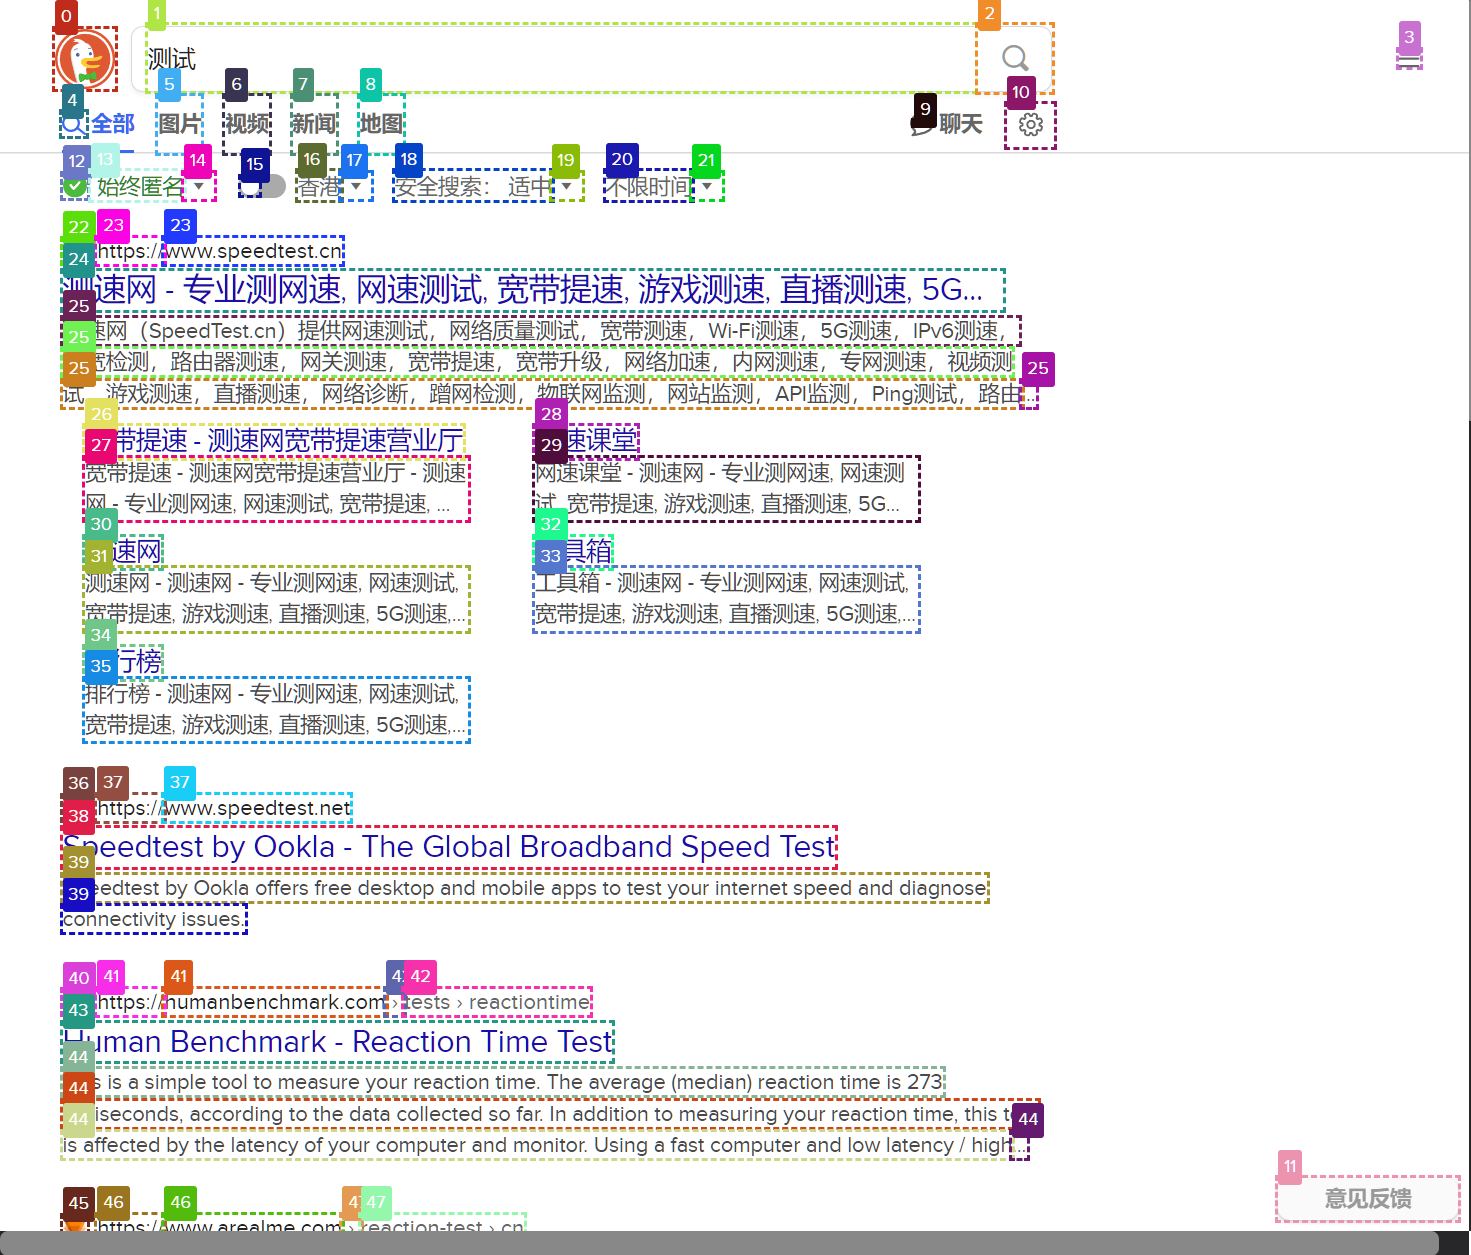 0
1
2
3
测试
4
5
6
7
8
9
10
全部
图片
视频
新闻
地图
聊天
12
13
14
15
16
17
18
19
20
21
始终匿名
香港
安全搜索： 适中
不限时间
22
23
23
https://www.speedtest.cn
24
测速网 - 专业测网速, 网速测试, 宽带提速, 游戏测速, 直播测速, 5G...
25
速网（SpeedTest.cn）提供网速测试，网络质量测试，宽带测速，Wi-Fi测速，5G测速，IPv6测速，
25
宽检测，路由器测速，网关测速，宽带提速，宽带升级，网络加速，内网测速，专网测速，视频测
25
25
试，游戏测速，直播测速，网络诊断，蹭网检测，物联网监测，网站监测，API监测，Ping测试，路由...
26
28
带提速 - 测速网宽带提速营业厅
速课堂
27
29
宽带提速 - 测速网宽带提速营业厅 - 测速
网 - 专业测网速, 网速测试, 宽带提速, ...
网速课堂 - 测速网 - 专业测网速, 网速测
试, 宽带提速, 游戏测速, 直播测速, 5G...
30
32
速网
具箱
31
33
测速网 - 测速网 - 专业测网速, 网速测试,
宽带提速, 游戏测速, 直播测速, 5G测速,...
工具箱 - 测速网 - 专业测网速, 网速测试,
宽带提速, 游戏测速, 直播测速, 5G测速,...
34
行榜
35
排行榜 - 测速网 - 专业测网速, 网速测试,
宽带提速, 游戏测速, 直播测速, 5G测速,...
36
37
37
https://www.speedtest.net
38
Speedtest by Ookla - The Global Broadband Speed Test
39
eedtest by Ookla offers free desktop and mobile apps to test your internet speed and diagnose
39
connectivity issues.
40
41
41
42
42
https://humanbenchmark.com › tests › reactiontime
43
Human Benchmark - Reaction Time Test
44
s is a simple tool to measure your reaction time. The average (median) reaction time is 273
44
iseconds, according to the data collected so far. In addition to measuring your reaction time, this t
44
44
is affected by the latency of your computer and monitor. Using a fast computer and low latency / high...
11
意见反馈
45
46
46
47
47
https://www.arealme.com › reaction-test › cn